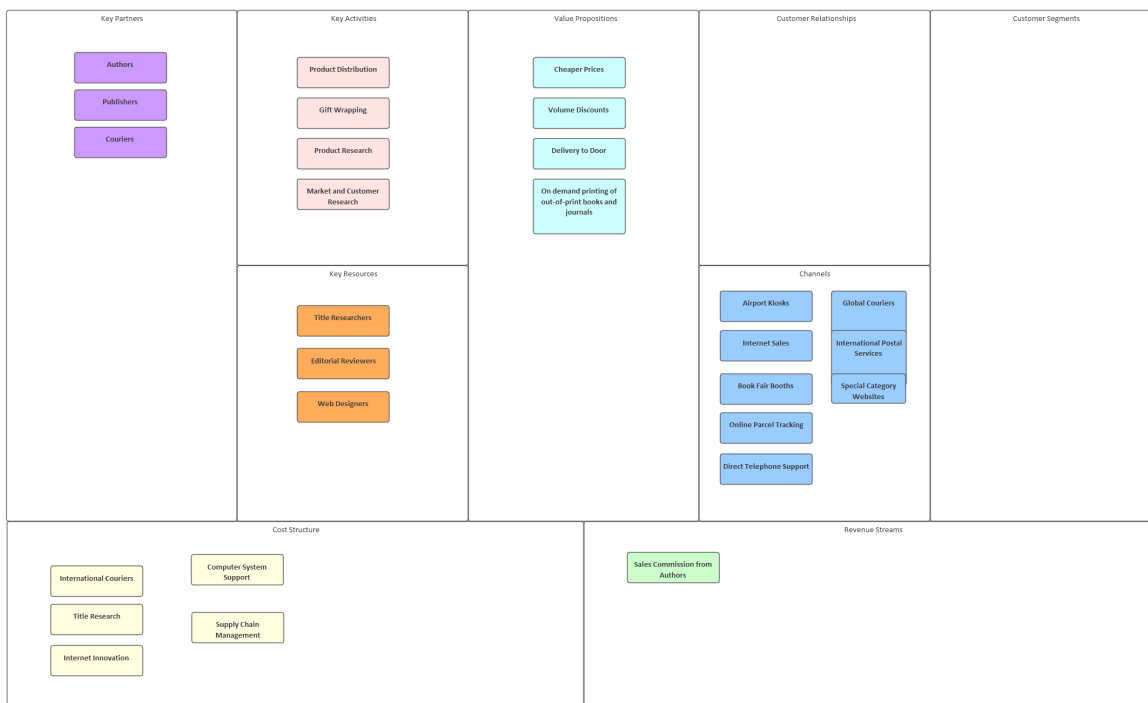 Key Partners
Authors
Publishers
Couriers
Key Activities
Product Distribution
Gift Wrapping
Product Research
Market and Customer
Research
Key Resources
Title Researchers
Editorial Reviewers
Web Designers
Value Propositions
Cheaper Prices
Volume Discounts
Delivery to Door
On demand printing of
out-of-print books and
journals
Customer Relationships
Channels
Airport Kiosks
Internet Sales
Book Fair Booths
Online Parcel Tracking
Direct Telephone Support
Global Couriers
International Postal
Services
Special Category
Websites
Customer Segments
Cost Structure
International Couriers
Title Research
Internet Innovation
Computer System
Support
Supply Chain
Management
Revenue Streams
Sales Commission from
Authors